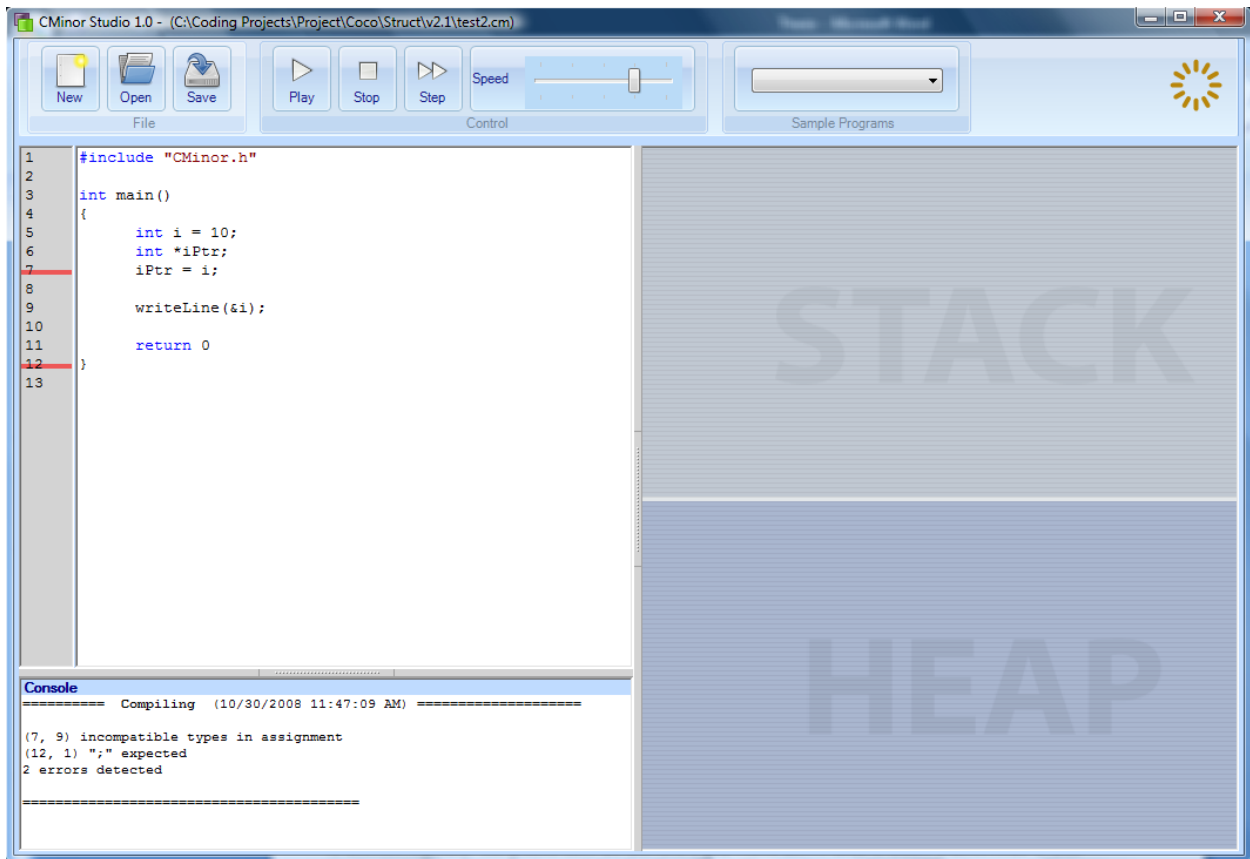 CMinor Studio 1.0 - (C:\Coding Projects\Project\Coco\Struct\v2.1\test2.cm)
New Open Save
File
Play Stop Step Speed
Control
Sample Programs
1 #include "CMinor.h"
2
3 int main()
4 {
5 int i = 10;
6 int *iPtr;
7 iPtr = i;
8
9 writeLine(&i);
10
11 return 0
12 }
13
STACK
HEAP
Console
========== Compiling (10/30/2008 11:47:09 AM) ====================
(7, 9) incompatible types in assignment
(12, 1) ";" expected
2 errors detected
=========================================